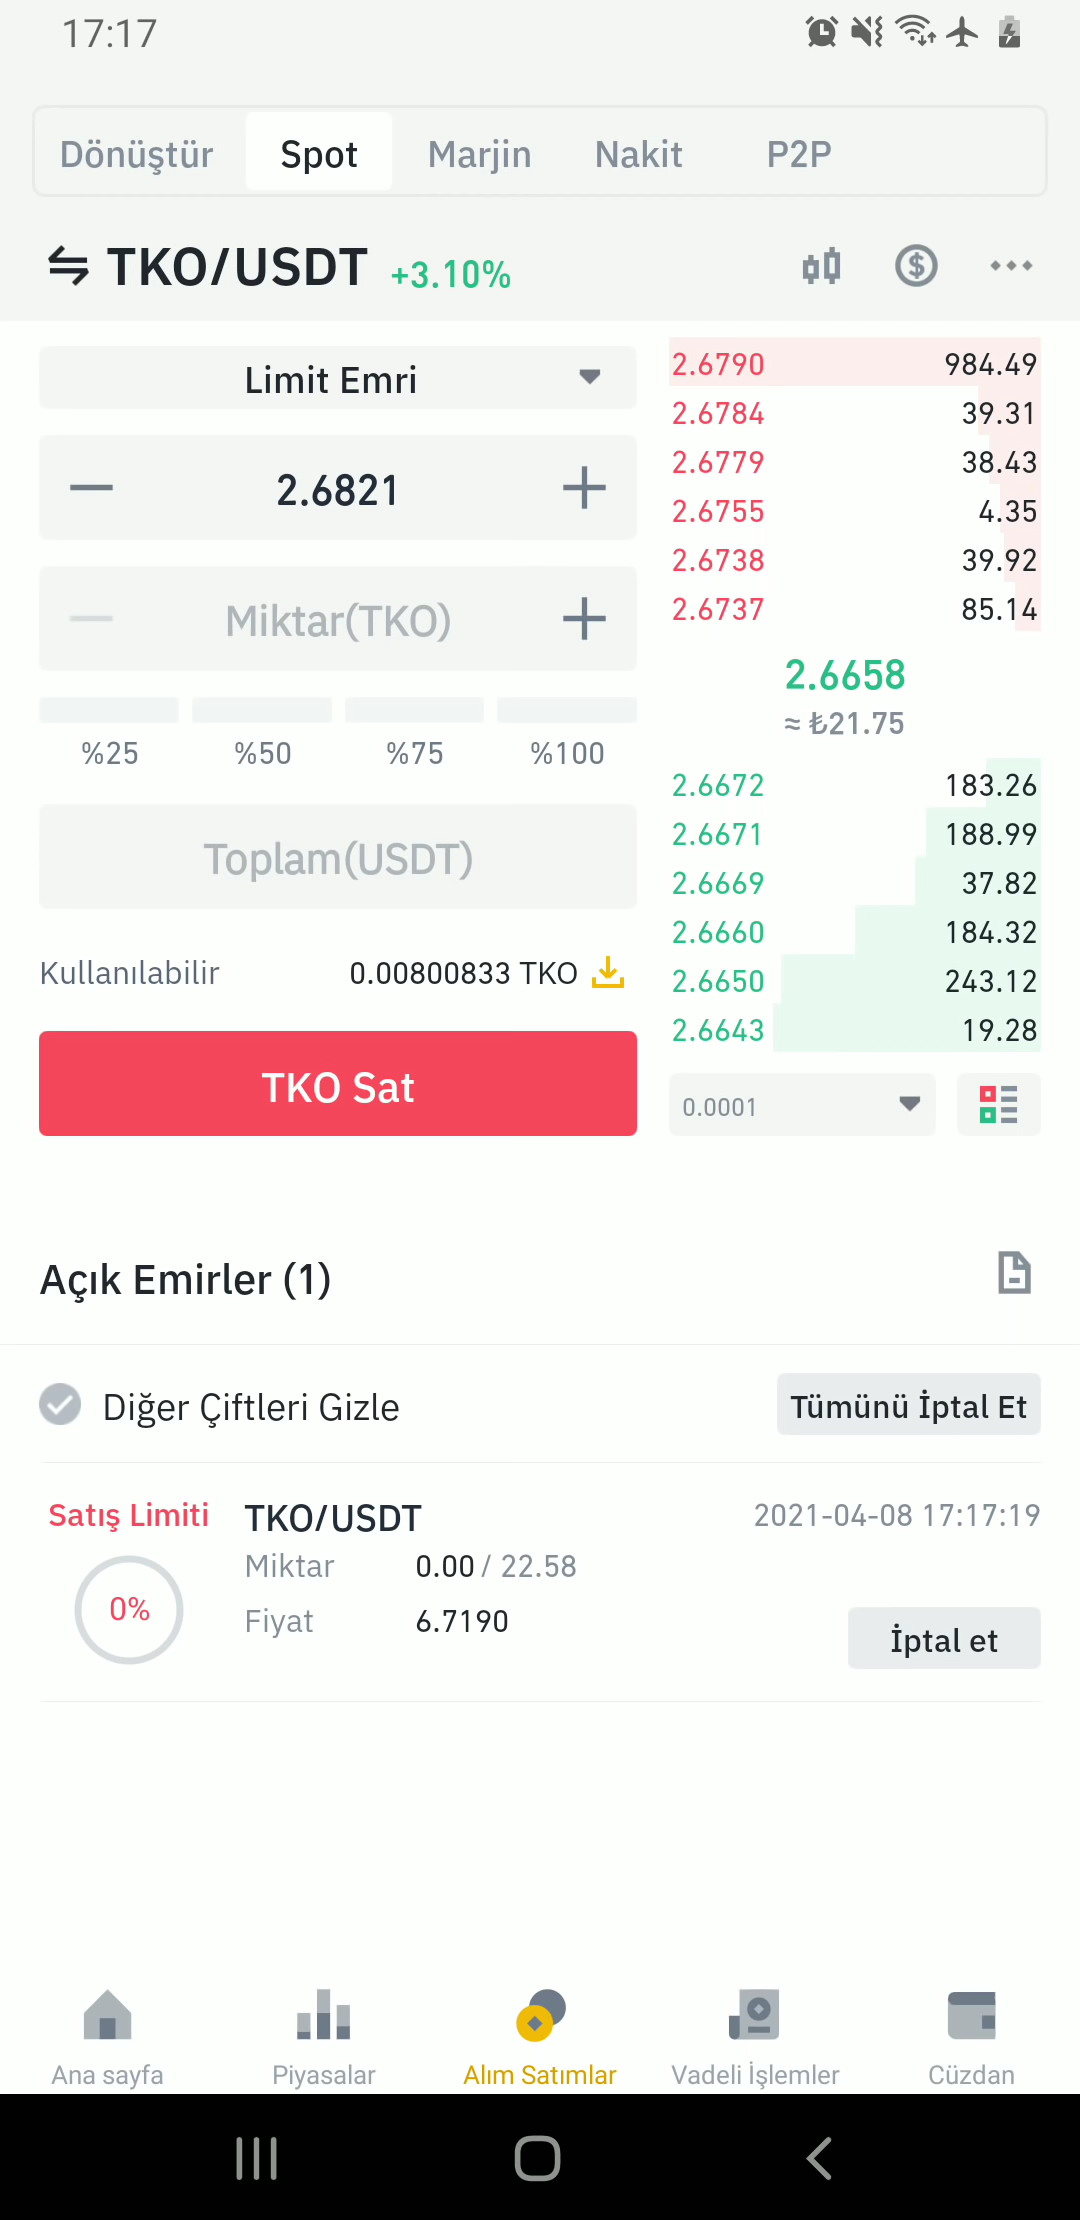 17:17
Dönüştür Spot Marjin Nakit P2P
TKO/USDT +3.10%
Limit Emri
2.6821
Miktar(TKO)
%25 %50 %75 %100
Toplam(USDT)
Kullanılabilir 0.00800833 TKO
TKO Sat
2.6790 984.49
2.6784 39.31
2.6779 38.43
2.6755 4.35
2.6738 39.92
2.6737 85.14
2.6658
≈ ₺21.75
2.6672 183.26
2.6671 188.99
2.6669 37.82
2.6660 184.32
2.6650 243.12
2.6643 19.28
0.0001
Açık Emirler (1)
Diğer Çiftleri Gizle Tümünü İptal Et
Satış Limiti TKO/USDT 2021-04-08 17:17:19
Miktar 0.00 / 22.58
0%
Fiyat 6.7190
İptal et
Ana sayfa Piyasalar Alım Satımlar Vadeli İşlemler Cüzdan